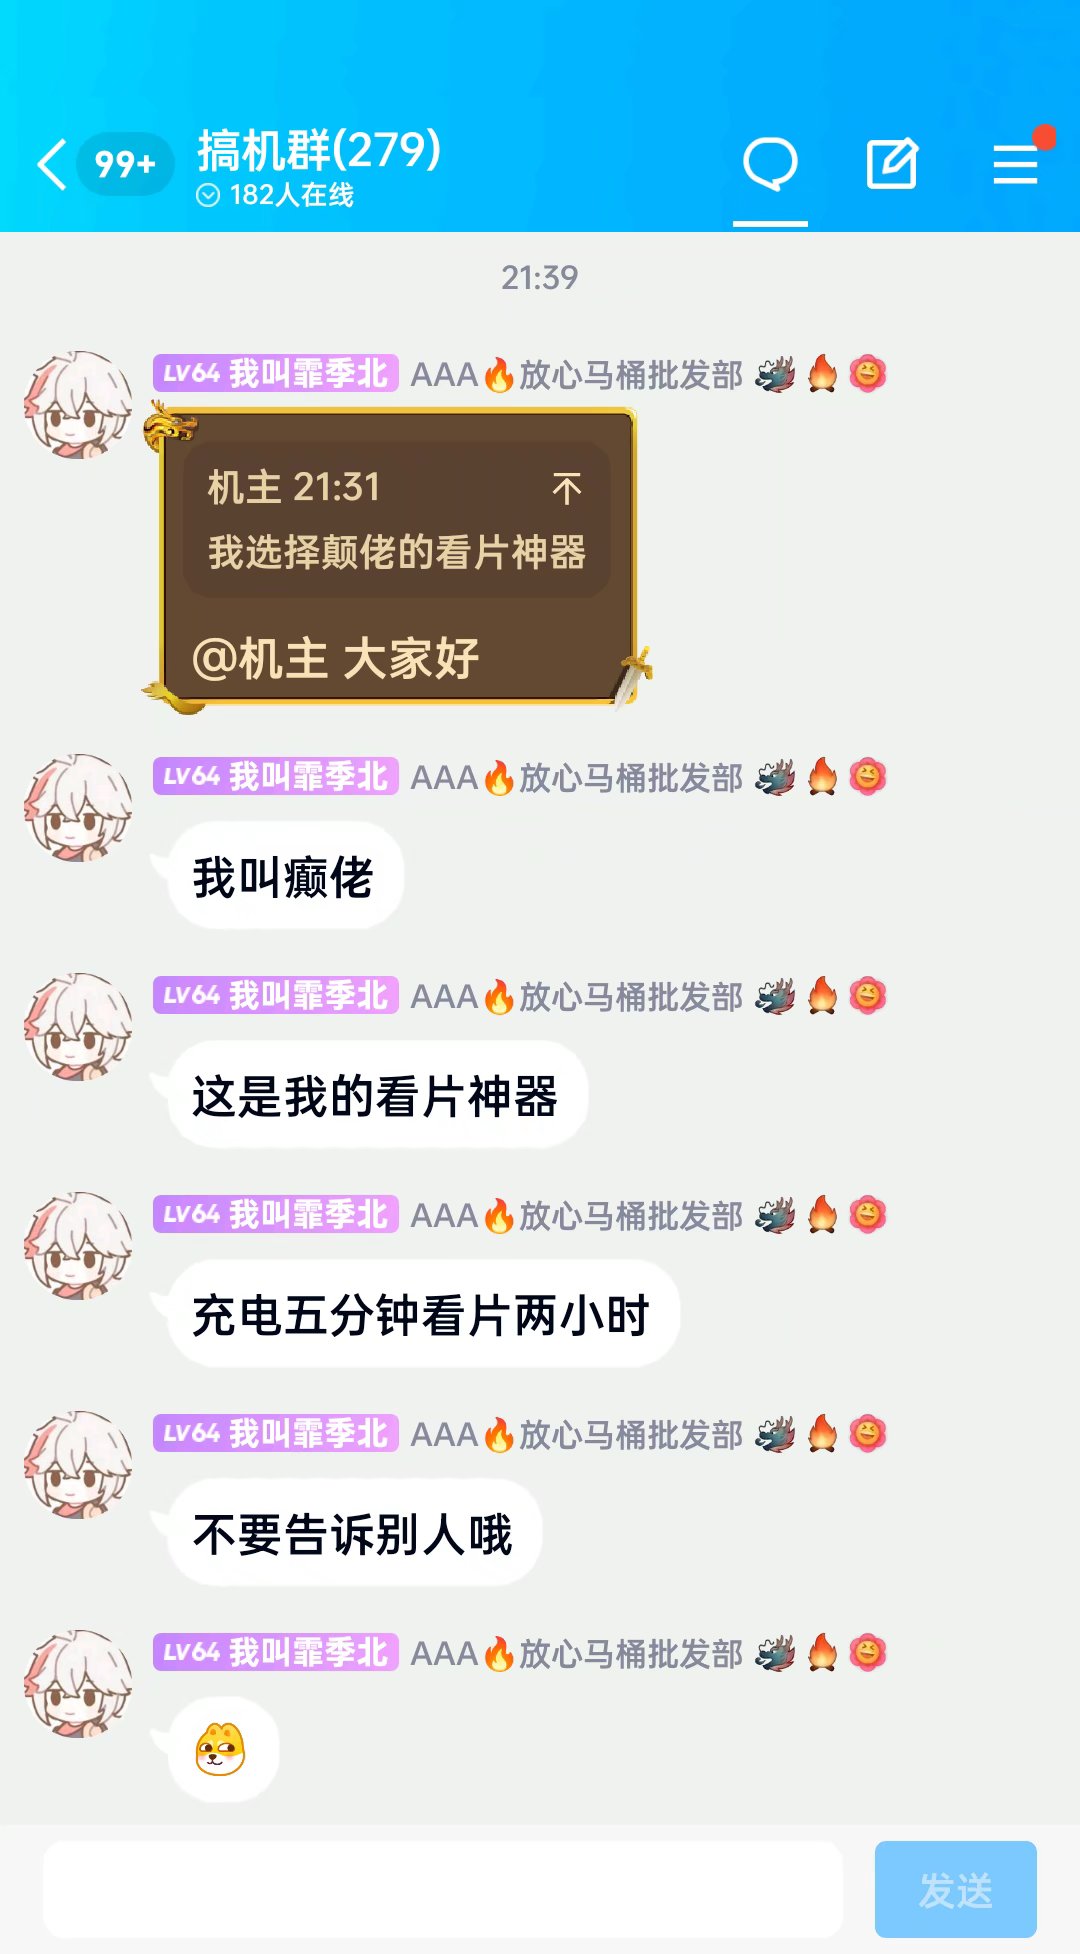 99+
搞机群(279)
182人在线
21:39
LV64 我叫霏季北 AAA🔥放心马桶批发部
机主 21:31
我选择颠佬的看片神器
@机主 大家好
LV64 我叫霏季北 AAA🔥放心马桶批发部
我叫癫佬
LV64 我叫霏季北 AAA🔥放心马桶批发部
这是我的看片神器
LV64 我叫霏季北 AAA🔥放心马桶批发部
充电五分钟看片两小时
LV64 我叫霏季北 AAA🔥放心马桶批发部
不要告诉别人哦
LV64 我叫霏季北 AAA🔥放心马桶批发部
发送